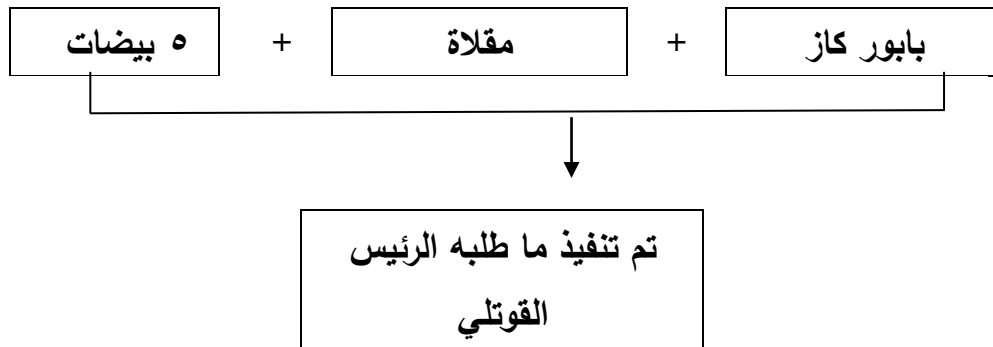 بابور كاز + مقلاة + ٥ بيضات
تم تنفيذ ما طلبه الرئيس
القوتلي